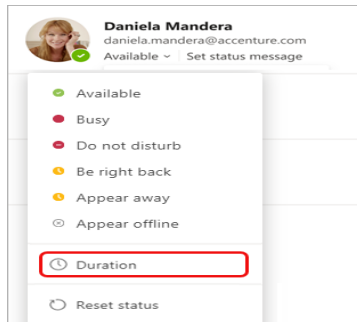 Daniela Mandera
daniela.mandera@accenture.com
Available Set status message
Available
Busy
Do not disturb
Be right back
Appear away
Appear offline
Duration
Reset status